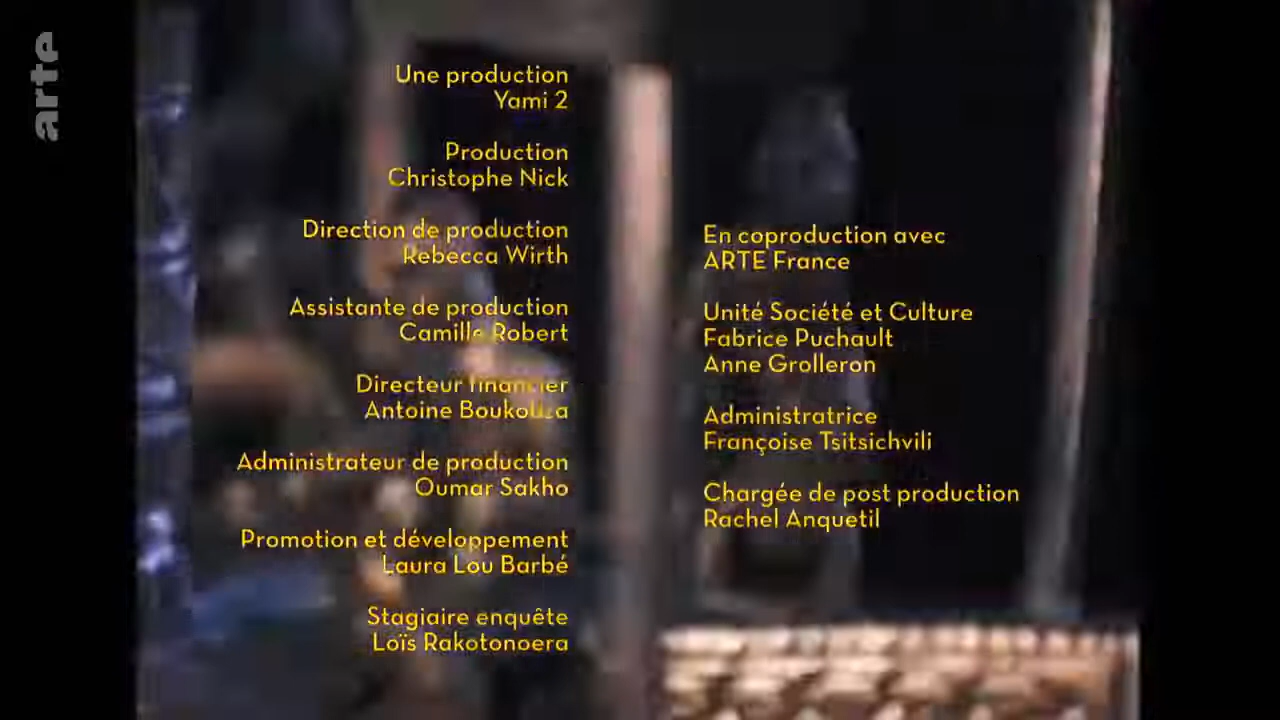 arte
Une production
Yami 2
Production
Christophe Nick
Direction de production
Rebecca Wirth
Assistante de production
Camille Robert
Directeur financier
Antoine
Administrateur de production
Oumar Sakho
Promotion et développement
Laura Lou Barbé
Stagiaire enquête
Loïs Rakotonoera
En coproduction avec
ARTE France
Unité Société et Culture
Fabrice Puchault
Anne Grolleron
Administratrice
Françoise Tsitsichvili
Chargée de post production
Rachel Anquetil